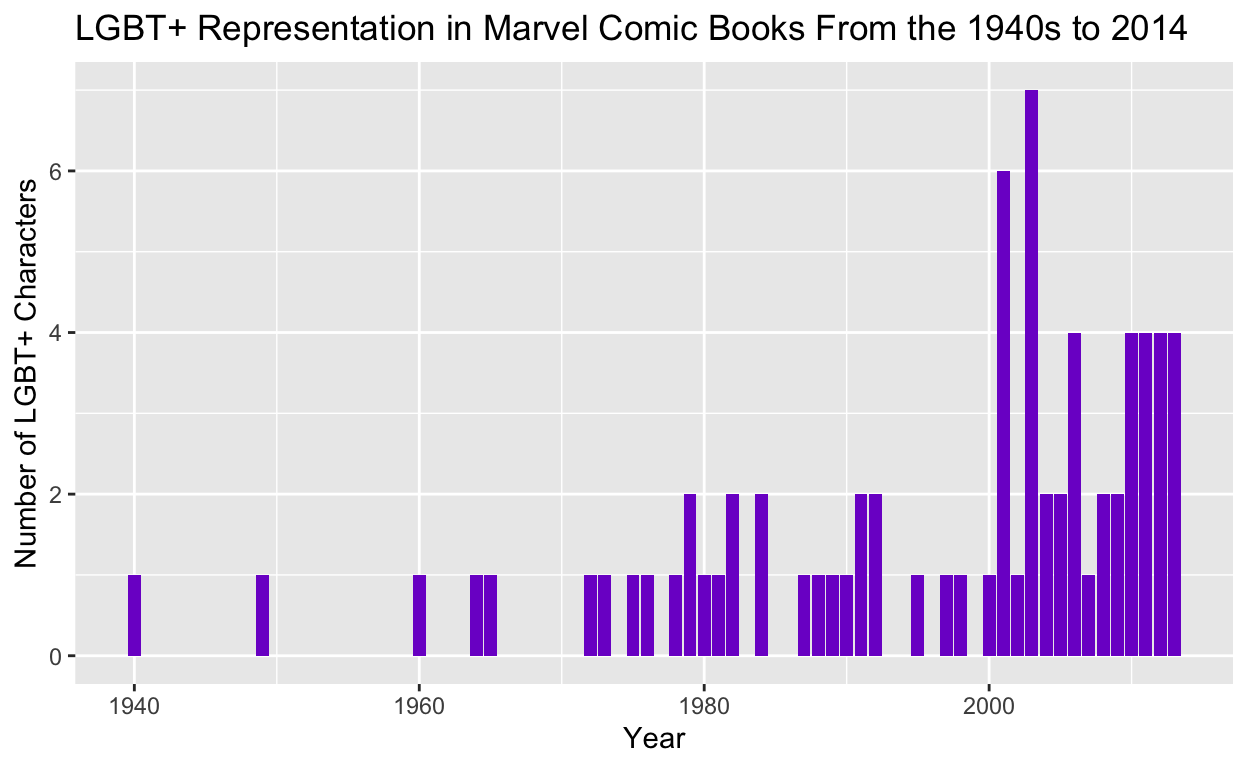 LGBT+ Representation in Marvel Comic Books From the 1940s to 2014
Number of LGBT+ Characters
6
4
2
0
1940 1960 1980 2000
Year